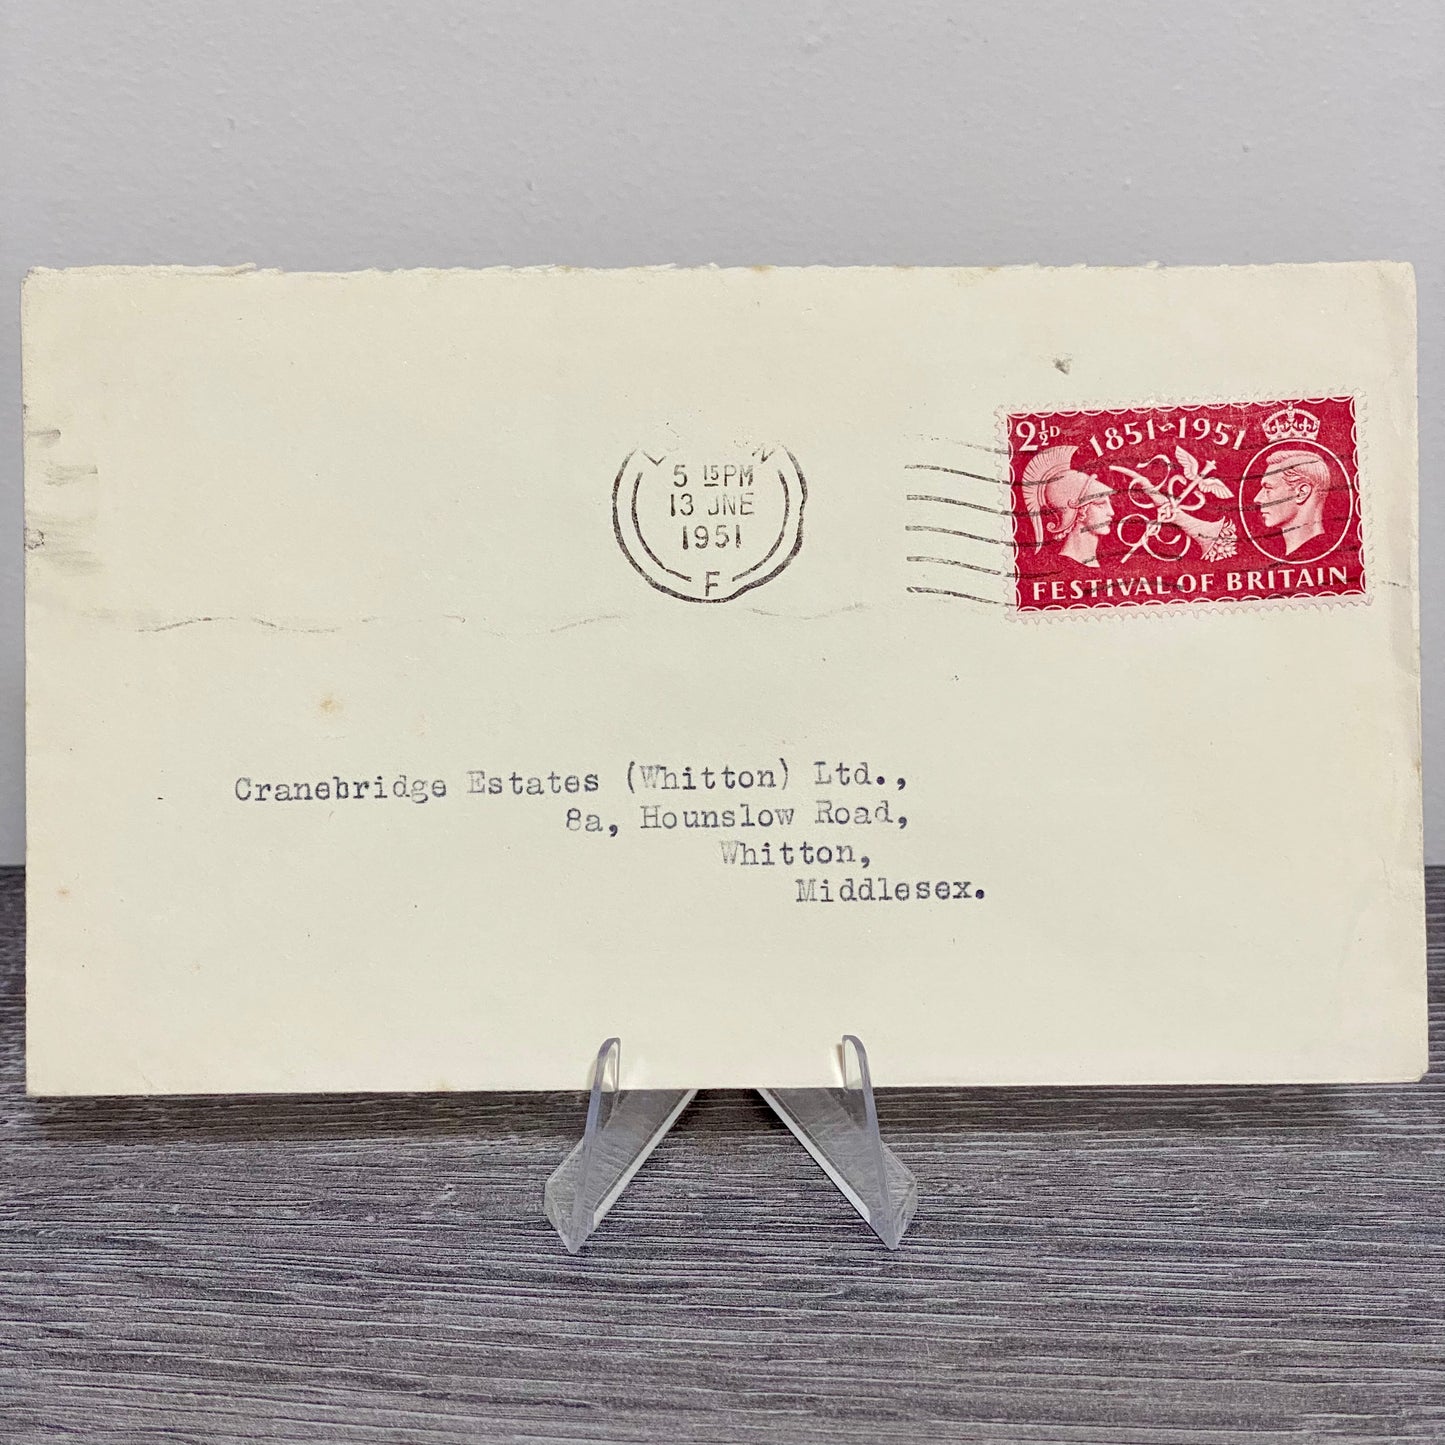 5 15PM
13 JNE
1951
F
2½D
1851-1951
FESTIVAL OF BRITAIN
Cranebridge Estates (Whitton) Ltd.,
8a, Hounslow Road,
Whitton,
Middlesex.